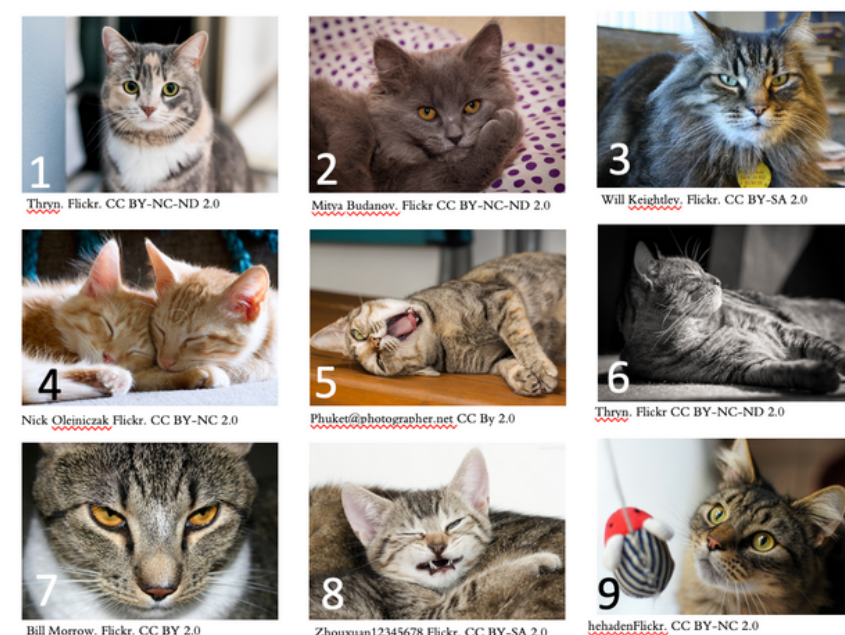 1
2
3
Thryn. Flickr. CC BY-NC-ND 2.0
Mitya Budanov. Flickr CC BY-NC-ND 2.0
Will Keightley. Flickr. CC BY-SA 2.0
4
5
6
Nick Olejniczak Flickr. CC BY-NC 2.0
Phuket@photographer.net CC By 2.0
Thryn. Flickr CC BY-NC-ND 2.0
7
8
9
Bill Morrow. Flickr. CC BY 2.0
Zhouxuan12345678 Flickr. CC BY-SA 2.0
hehadenFlickr. CC BY-NC 2.0